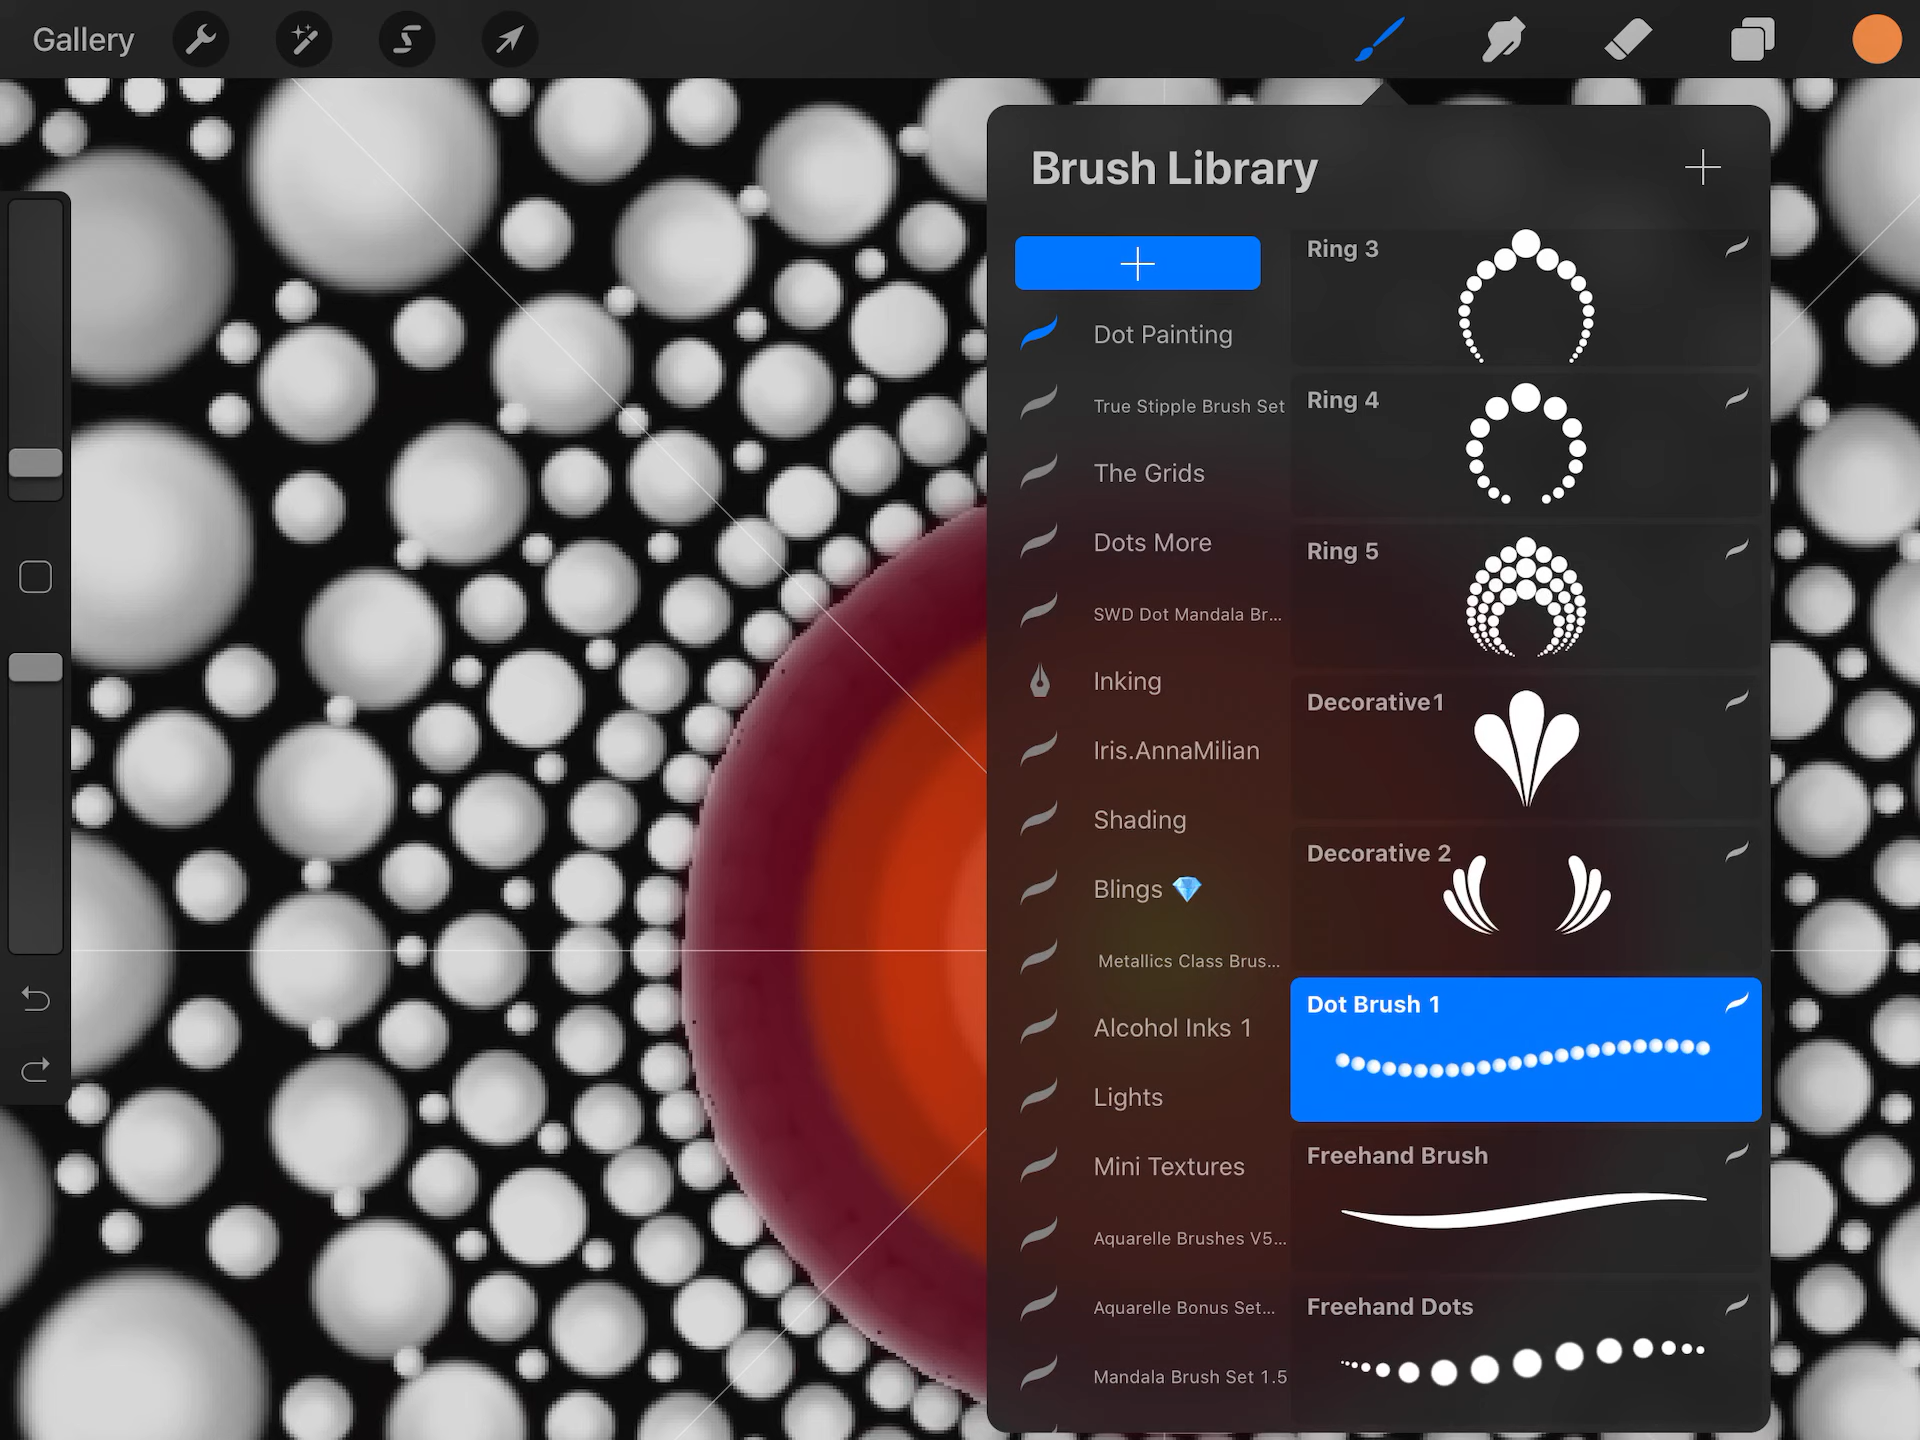 Gallery
Brush Library
Dot Painting
True Stipple Brush Set
The Grids
Dots More
SWD Dot Mandala Br...
Inking
Iris.AnnaMilian
Shading
Blings 💎
Metallics Class Brus...
Alcohol Inks 1
Lights
Mini Textures
Aquarelle Brushes V5...
Aquarelle Bonus Set...
Mandala Brush Set 1.5
Ring 3
Ring 4
Ring 5
Decorative1
Decorative 2
Dot Brush 1
Freehand Brush
Freehand Dots